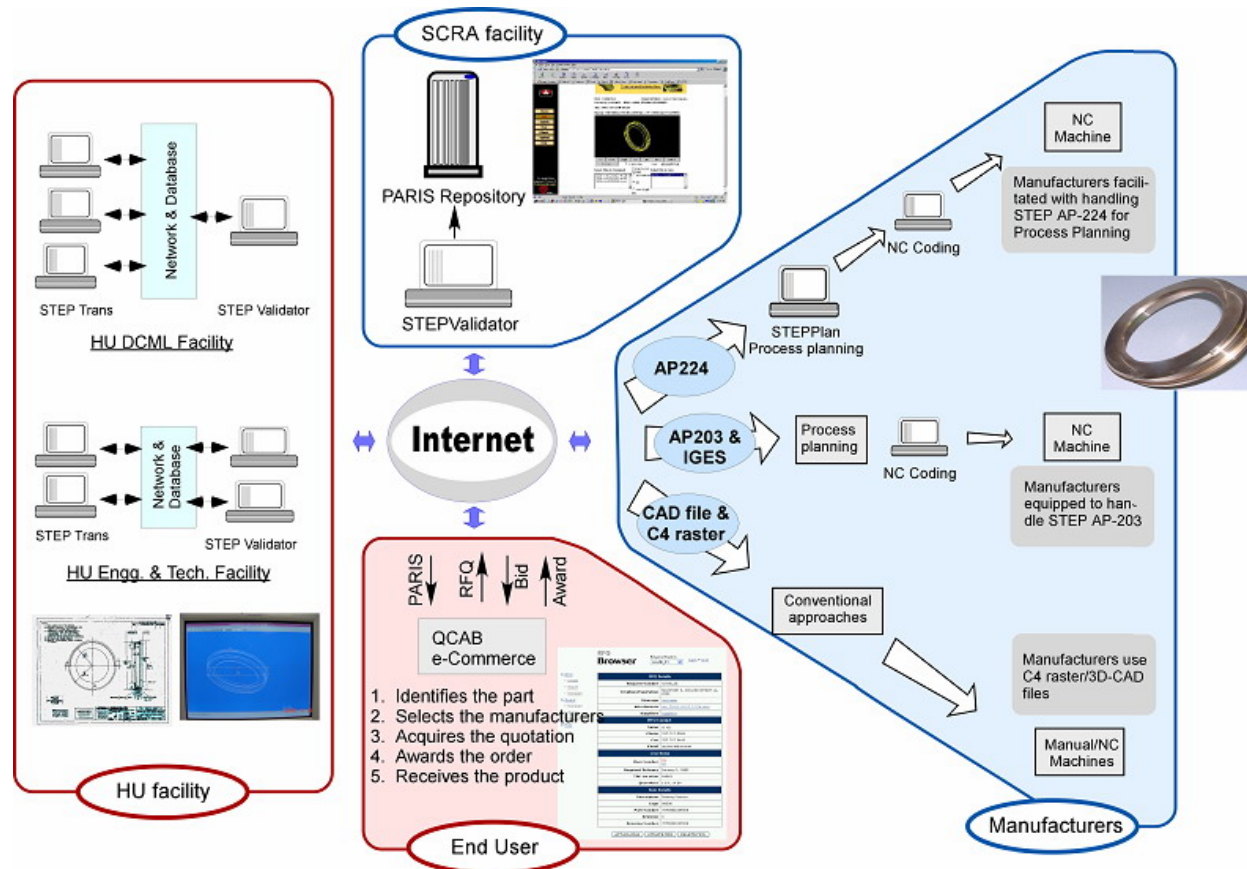 SCRA facility
PARIS Repository
STEPValidator
Network & Database
STEP Trans
STEP Validator
HU DCML Facility
Network &
Database
STEP Trans
STEP Validator
HU Engg. & Tech. Facility
HU facility
Internet
PARIS
RFQ
Bid
Award
QCAB
e-Commerce
1. Identifies the part
2. Selects the manufacturers
3. Acquires the quotation
4. Awards the order
5. Receives the product
RFQ
Browser
End User
NC
Machine
Manufacturers facili-
tated with handling
STEP AP-224 for
Process Planning
NC Coding
STEPPlan
Process planning
AP224
AP203 &
IGES
Process
planning
NC Coding
NC
Machine
Manufacturers
equipped to han-
dle STEP AP-203
CAD file &
C4 raster
Conventional
approaches
Manufacturers use
C4 raster/3D-CAD
files
Manual/NC
Machines
Manufacturers